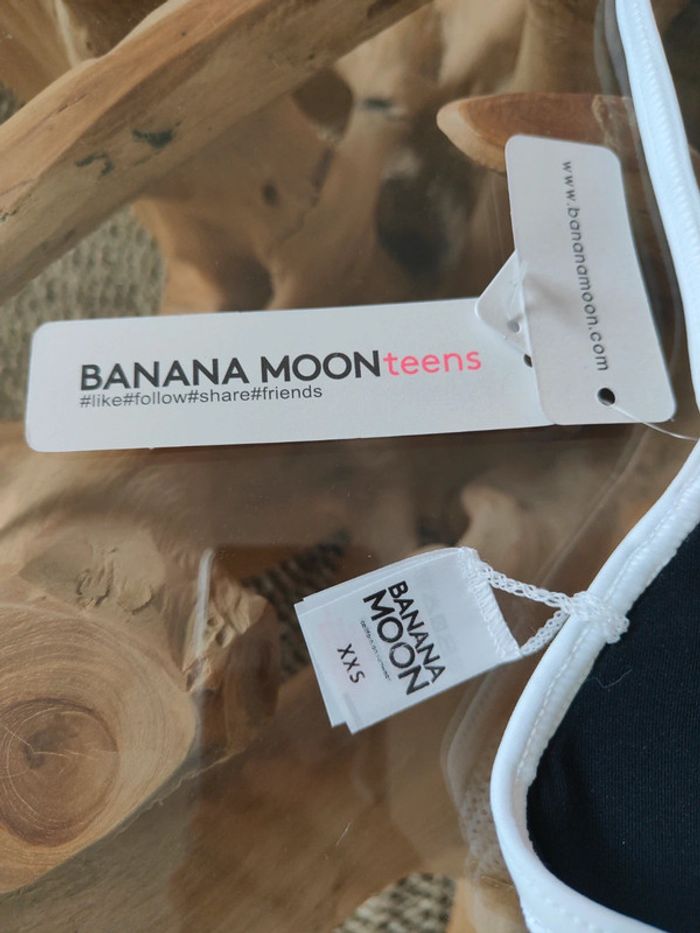 www.bananamoon.com
BANANA MOONteens
#like#follow#share#friends
BANANA
MOON
XXS